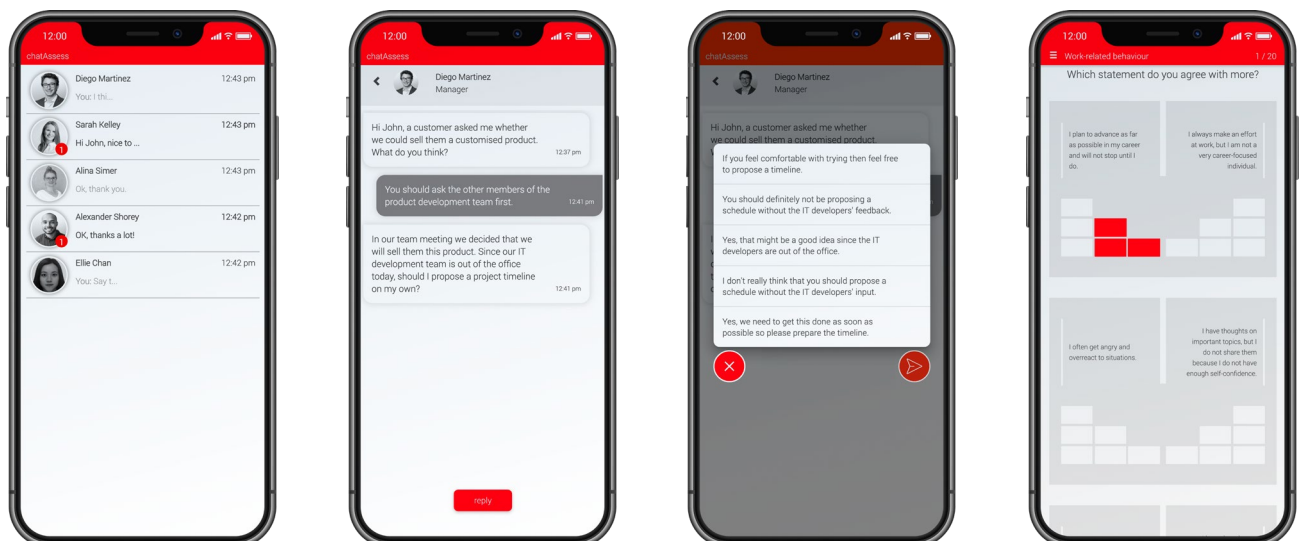 12:00
chatAssess
Diego Martinez
12:43 pm
You: I thi...
Sarah Kelley
12:43 pm
1
Hi John, nice to ...
Alina Simer
12:43 pm
Ok, thank you.
Alexander Shorey
12:42 pm
1
OK, thanks a lot!
Ellie Chan
12:42 pm
You: Say t...
12:00
chatAssess
Diego Martinez
Manager
Hi John, a customer asked me whether
we could sell them a customised product.
What do you think?
12:37 pm
You should ask the other members of the
product development team first.
12:41 pm
In our team meeting we decided that we
will sell them this product. Since our IT
development team is out of the office
today, should I propose a project timeline
on my own?
12:41 pm
reply
12:00
chatAssess
Diego Martinez
Manager
Hi John, a customer asked me whether
we could sell them a customised product.
If you feel comfortable with trying then feel free
to propose a timeline.
You should definitely not be proposing a
schedule without the IT developers' feedback.
Yes, that might be a good idea since the IT
developers are out of the office.
I don't really think that you should propose a
schedule without the IT developers' input.
Yes, we need to get this done as soon as
possible so please prepare the timeline.
12:00
Work-related behaviour
1 / 20
Which statement do you agree with more?
I plan to advance as far
as possible in my career
and will not stop until I
do.
I always make an effort
at work, but I am not a
very career-focused
individual.
I often get angry and
overreact to situations.
I have thoughts on
important topics, but I
do not share them
because I do not have
enough self-confidence.